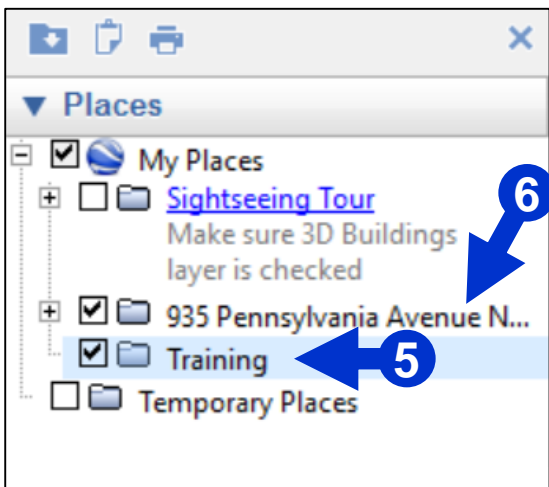 Places
My Places
Sightseeing Tour
Make sure 3D Buildings
layer is checked
6
935 Pennsylvania Avenue N...
Training
5
Temporary Places